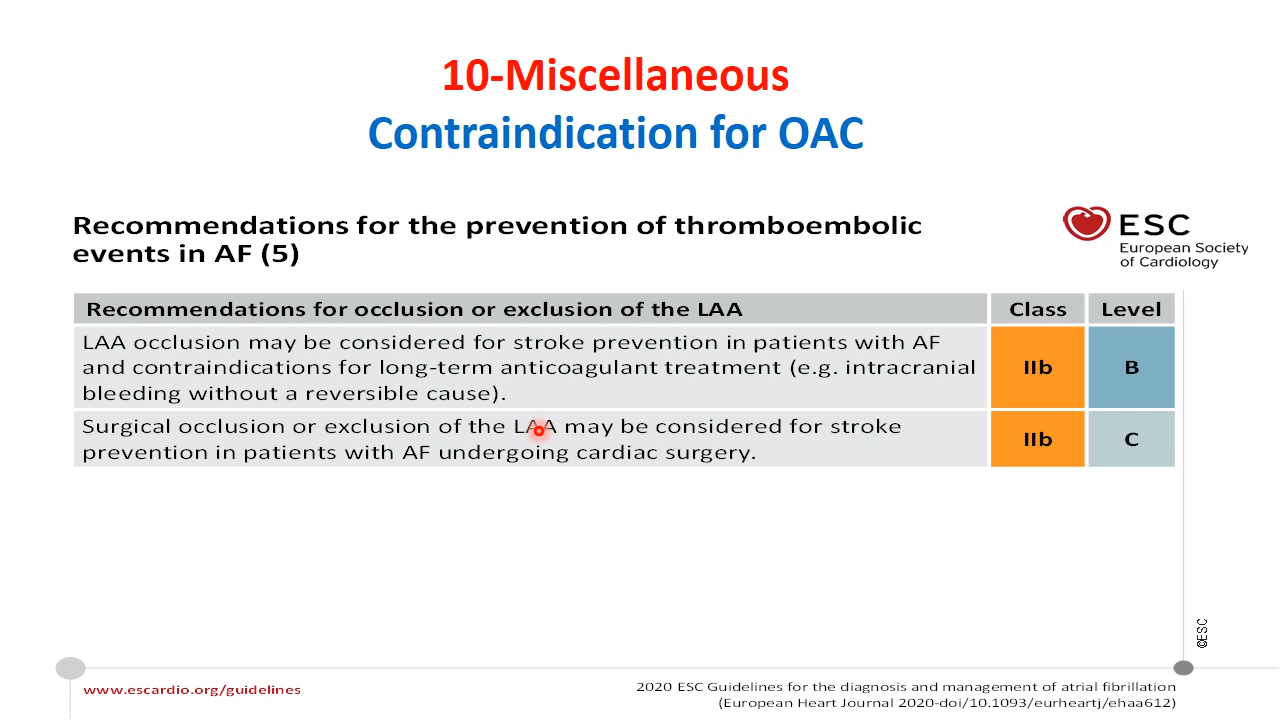 10-Miscellaneous
Contraindication for OAC
Recommendations for the prevention of thromboembolic
events in AF (5)
ESC
European Society
of Cardiology
Recommendations for occlusion or exclusion of the LAA Class Level
LAA occlusion may be considered for stroke prevention in patients with AF
and contraindications for long-term anticoagulant treatment (e.g. intracranial
bleeding without a reversible cause).
IIb B
Surgical occlusion or exclusion of the LAA may be considered for stroke
prevention in patients with AF undergoing cardiac surgery.
IIb C
©ESC
www.escardio.org/guidelines
2020 ESC Guidelines for the diagnosis and management of atrial fibrillation
(European Heart Journal 2020-doi/10.1093/eurheartj/ehaa612)